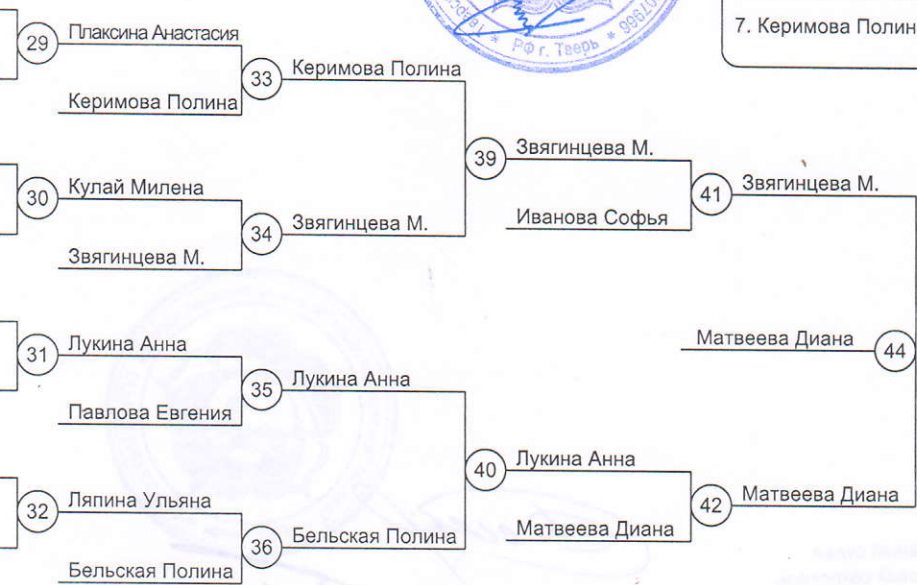 7. Керимова Полин
РФ г. Тверь
29 Плаксина Анастасия
33 Керимова Полина
Керимова Полина
39 Звягинцева М.
30 Кулай Милена
41 Звягинцева М.
Иванова Софья
34 Звягинцева М.
Звягинцева М.
31 Лукина Анна
Матвеева Диана 44
35 Лукина Анна
Павлова Евгения
40 Лукина Анна
32 Ляпина Ульяна
42 Матвеева Диана
Матвеева Диана
36 Бельская Полина
Бельская Полина